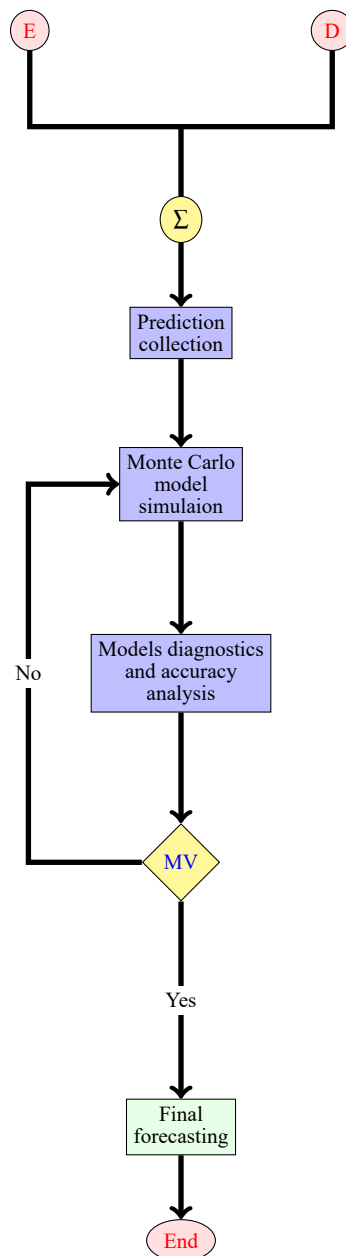 E
D
Σ
Prediction
collection
Monte Carlo
model
simulaion
No
Models diagnostics
and accuracy
analysis
MV
Yes
Final
forecasting
End